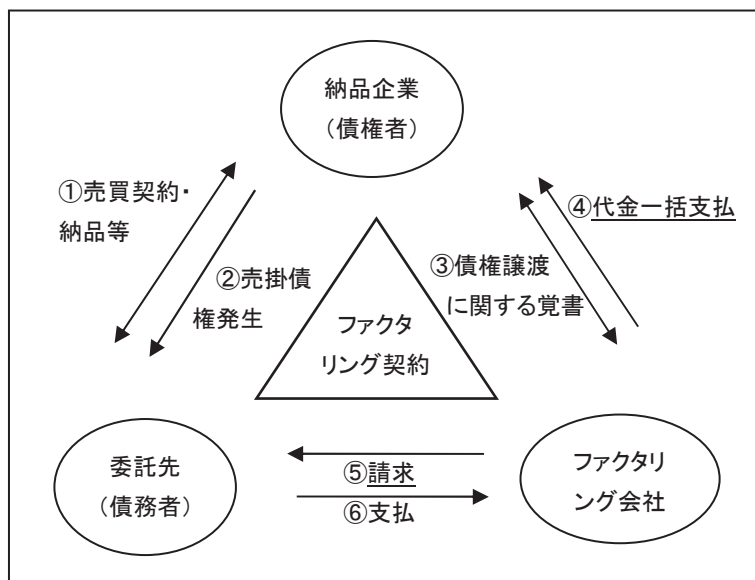 納品企業
（債権者）
①売買契約・
納品等
④代金一括支払
②売掛債
権発生
③債権譲渡
に関する覚書
ファクタ
リング契約
委託先
（債務者）
⑤請求
⑥支払
ファクタリ
ング会社